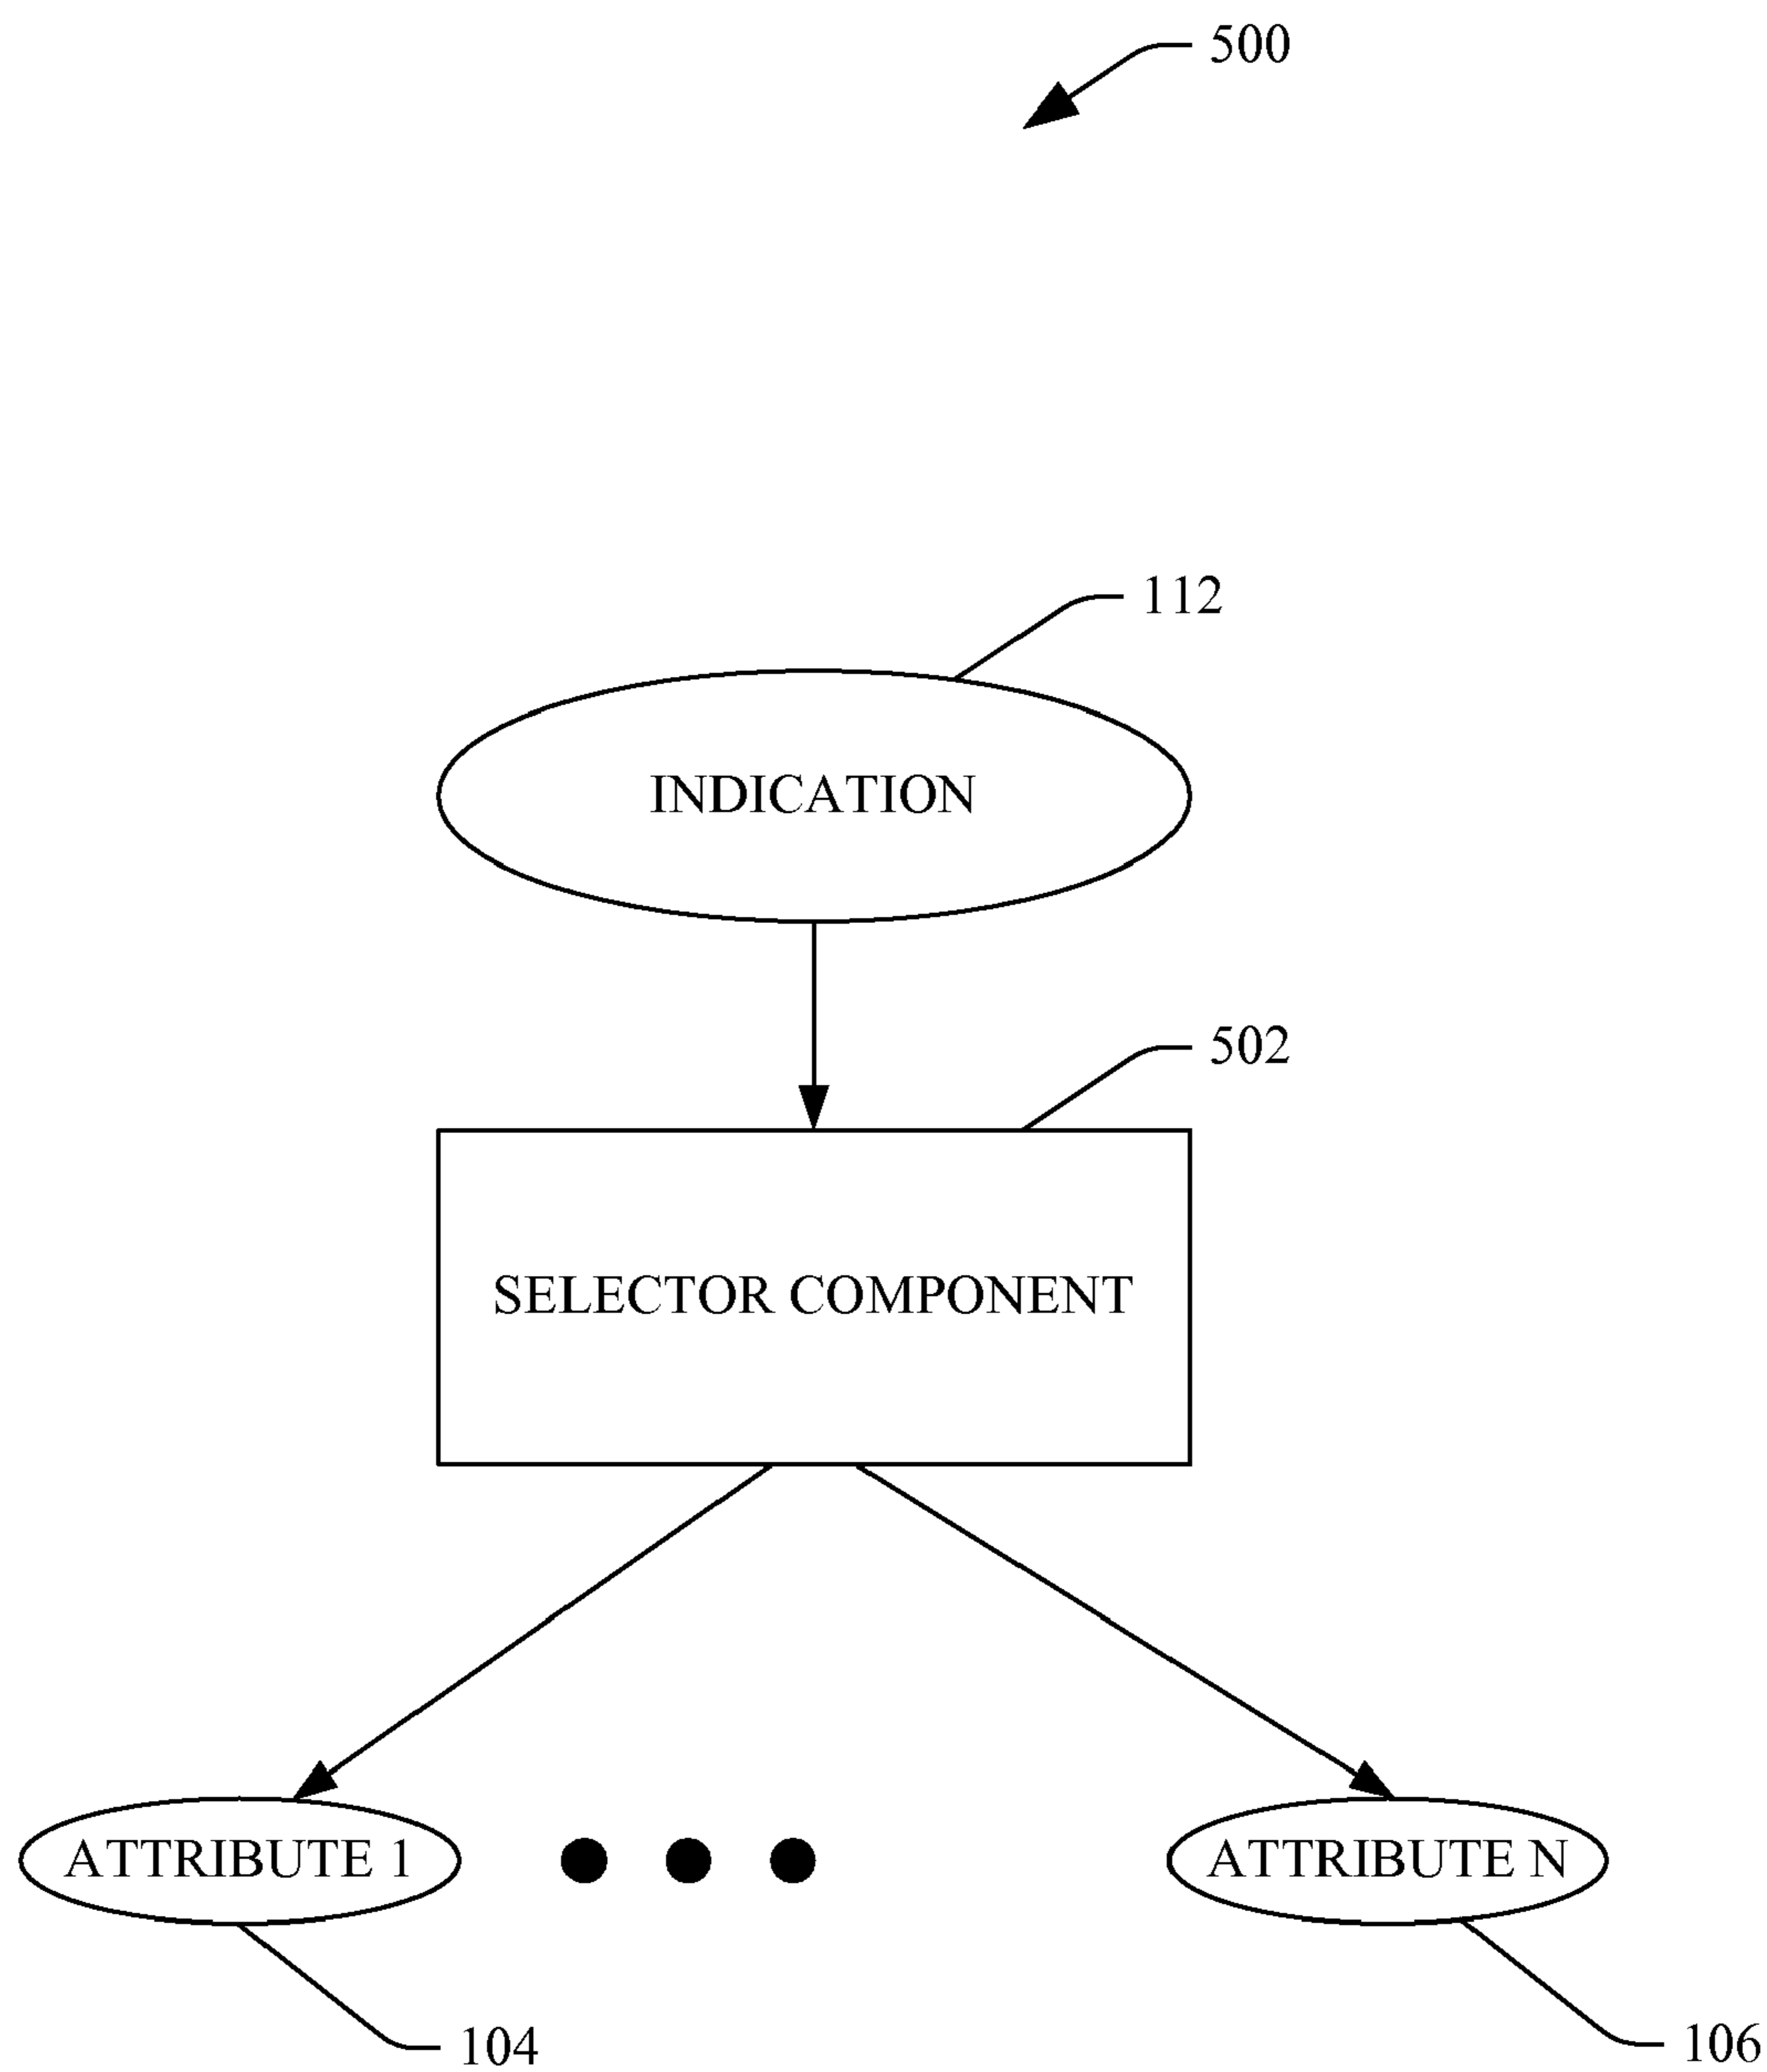 500
112
INDICATION
502
SELECTOR COMPONENT
ATTRIBUTE 1
ATTRIBUTE N
104
106